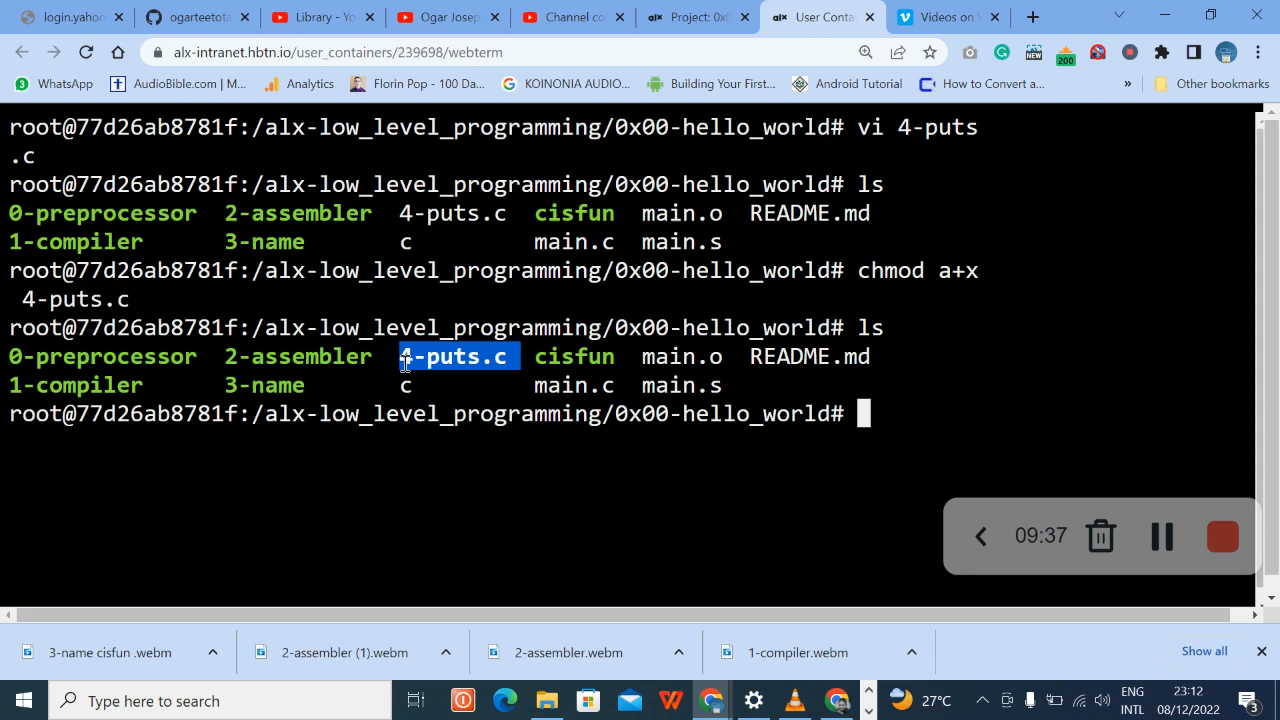 login.yahoo
ogarteetota
Library - Yo
Ogar Josep
Channel co
Project: 0x0
User Contai
Videos on V
alx-intranet.hbtn.io/user_containers/239698/webterm
NEW
200
WhatsApp
AudioBible.com | M...
Analytics
Florin Pop - 100 Da...
KOINONIA AUDIO...
Building Your First...
Android Tutorial
How to Convert a...
»
Other bookmarks
root@77d26ab8781f:/alx-low_level_programming/0x00-hello_world# vi 4-puts
.c
root@77d26ab8781f:/alx-low_level_programming/0x00-hello_world# ls
0-preprocessor 2-assembler 4-puts.c cisfun main.o README.md
1-compiler 3-name c main.c main.s
root@77d26ab8781f:/alx-low_level_programming/0x00-hello_world# chmod a+x
4-puts.c
root@77d26ab8781f:/alx-low_level_programming/0x00-hello_world# ls
0-preprocessor 2-assembler 4-puts.c cisfun main.o README.md
1-compiler 3-name c main.c main.s
root@77d26ab8781f:/alx-low_level_programming/0x00-hello_world#
09:37
3-name cisfun .webm
2-assembler (1).webm
2-assembler.webm
1-compiler.webm
Show all
Type here to search
27°C
ENG
INTL
23:12
08/12/2022
3